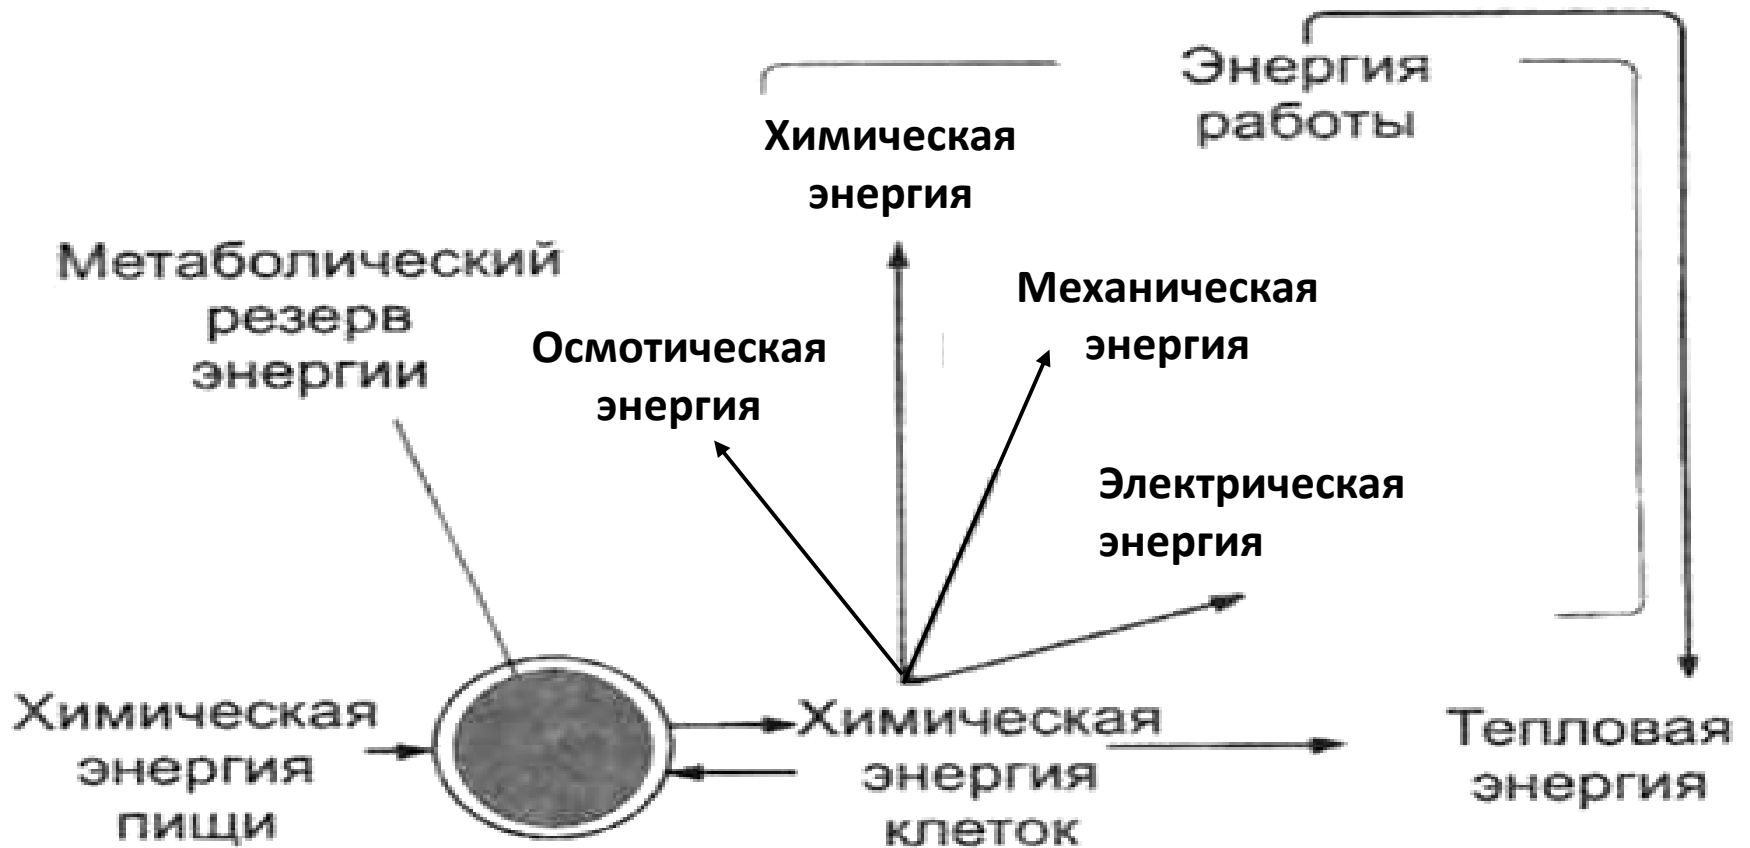 Энергия
работы
Химическая
энергия
Метаболический
резерв
энергии
Осмотическая
энергия
Механическая
энергия
Электрическая
энергия
Химическая
энергия
пищи
Химическая
энергия
клеток
Тепловая
энергия